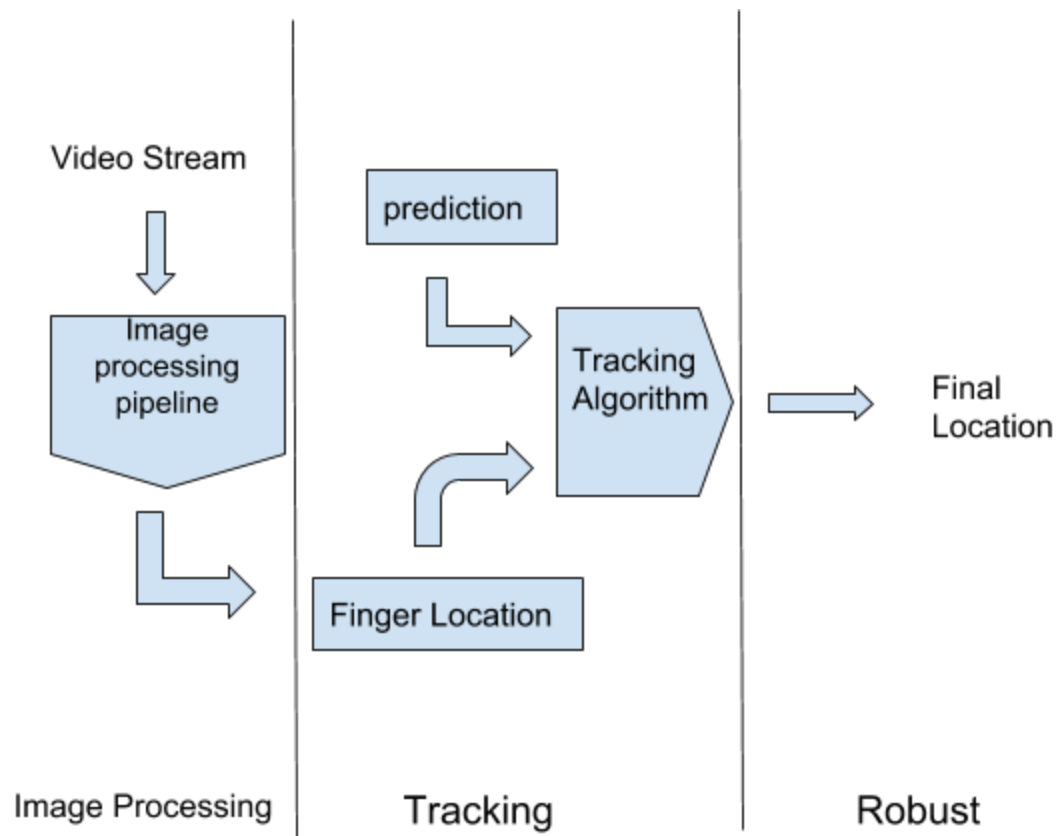 Video Stream
Image
processing
pipeline
prediction
Tracking
Algorithm
Finger Location
Final
Location
Image Processing
Tracking
Robust